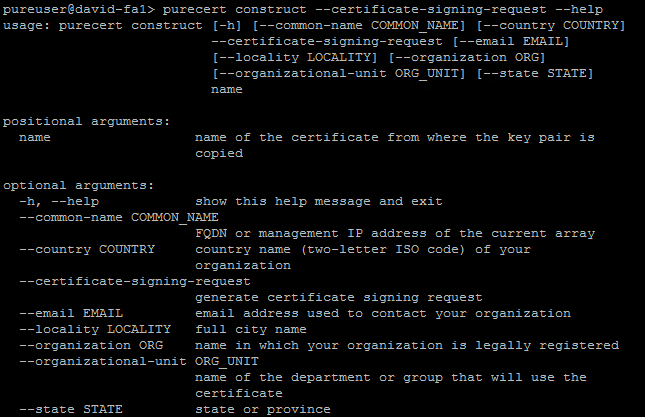 pureuser@david-fa1> purecert construct --certificate-signing-request --help
usage: purecert construct [-h] [--common-name COMMON_NAME] [--country COUNTRY]
--certificate-signing-request [--email EMAIL]
[--locality LOCALITY] [--organization ORG]
[--organizational-unit ORG_UNIT] [--state STATE]
name
positional arguments:
name name of the certificate from where the key pair is
copied
optional arguments:
-h, --help show this help message and exit
--common-name COMMON_NAME
FQDN or management IP address of the current array
--country COUNTRY country name (two-letter ISO code) of your
organization
--certificate-signing-request
generate certificate signing request
--email EMAIL email address used to contact your organization
--locality LOCALITY full city name
--organization ORG name in which your organization is legally registered
--organizational-unit ORG_UNIT
name of the department or group that will use the
certificate
--state STATE state or province